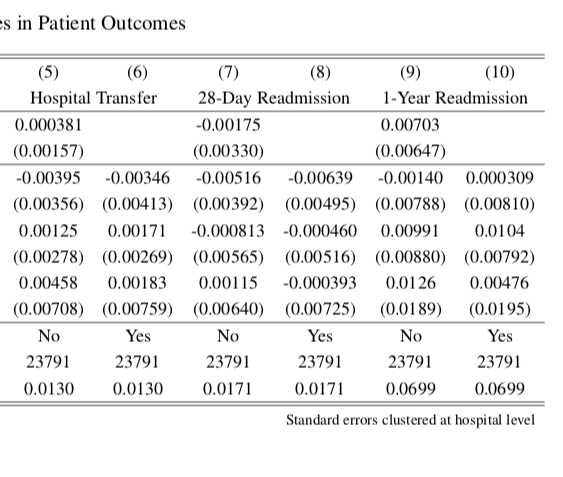 es in Patient Outcomes
(5) (6) (7) (8) (9) (10)
Hospital Transfer 28-Day Readmission 1-Year Readmission
0.000381 -0.00175 0.00703
(0.00157) (0.00330) (0.00647)
-0.00395 -0.00346 -0.00516 -0.00639 -0.00140 0.000309
(0.00356) (0.00413) (0.00392) (0.00495) (0.00788) (0.00810)
0.00125 0.00171 -0.000813 -0.000460 0.00991 0.0104
(0.00278) (0.00269) (0.00565) (0.00516) (0.00880) (0.00792)
0.00458 0.00183 0.00115 -0.000393 0.0126 0.00476
(0.00708) (0.00759) (0.00640) (0.00725) (0.0189) (0.0195)
No Yes No Yes No Yes
23791 23791 23791 23791 23791 23791
0.0130 0.0130 0.0171 0.0171 0.0699 0.0699
Standard errors clustered at hospital level